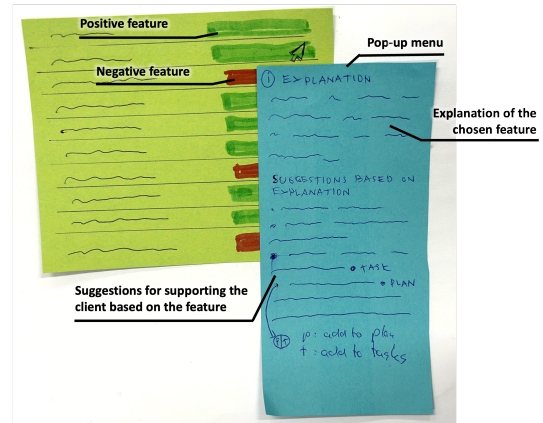 Positive feature
Negative feature
Pop-up menu
① EXPLANATION
Explanation of the
chosen feature
SUGGESTIONS BASED ON
EXPLANATION
TASK
PLAN
Suggestions for supporting the
client based on the feature
P/T
p: add to plan
t: add to tasks